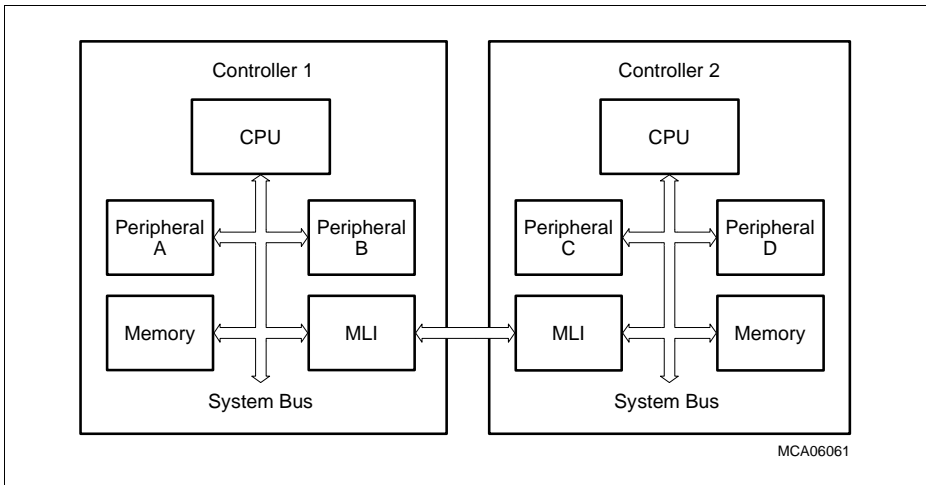 Controller 1
CPU
Peripheral
A
Peripheral
B
Memory
MLI
System Bus
Controller 2
CPU
Peripheral
C
Peripheral
D
MLI
Memory
System Bus
MCA06061